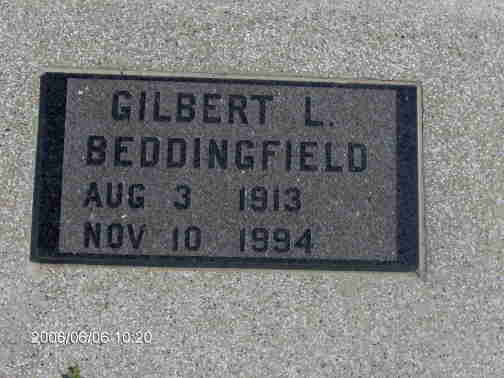 GILBERT L.
BEDDINGFIELD
AUG 3 1913
NOV 10 1994
2006/06/06 10:20